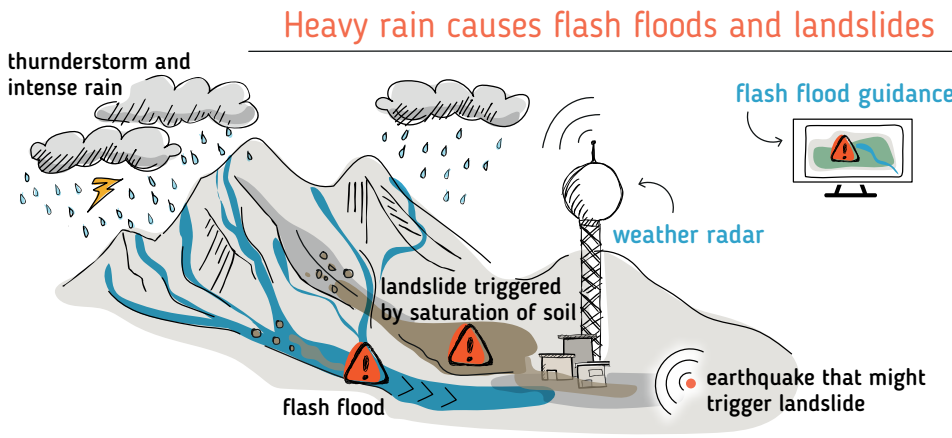 Heavy rain causes flash floods and landslides
thurnderstorm and
intense rain
flash flood guidance
weather radar
landslide triggered
by saturation of soil
earthquake that might
trigger landslide
flash flood